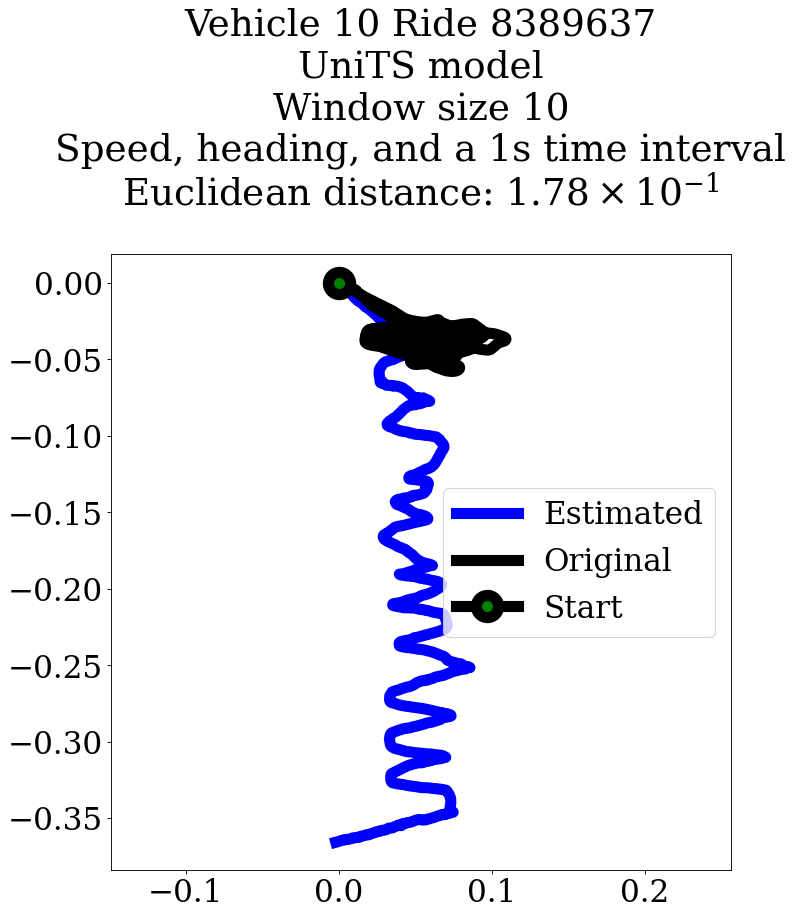 Vehicle 10 Ride 8389637
UniTS model
Window size 10
Speed, heading, and a 1s time interval
Euclidean distance: 1.78 × 10⁻¹
0.00
−0.05
−0.10
−0.15
−0.20
−0.25
−0.30
−0.35
Estimated
Original
Start
−0.1 0.0 0.1 0.2